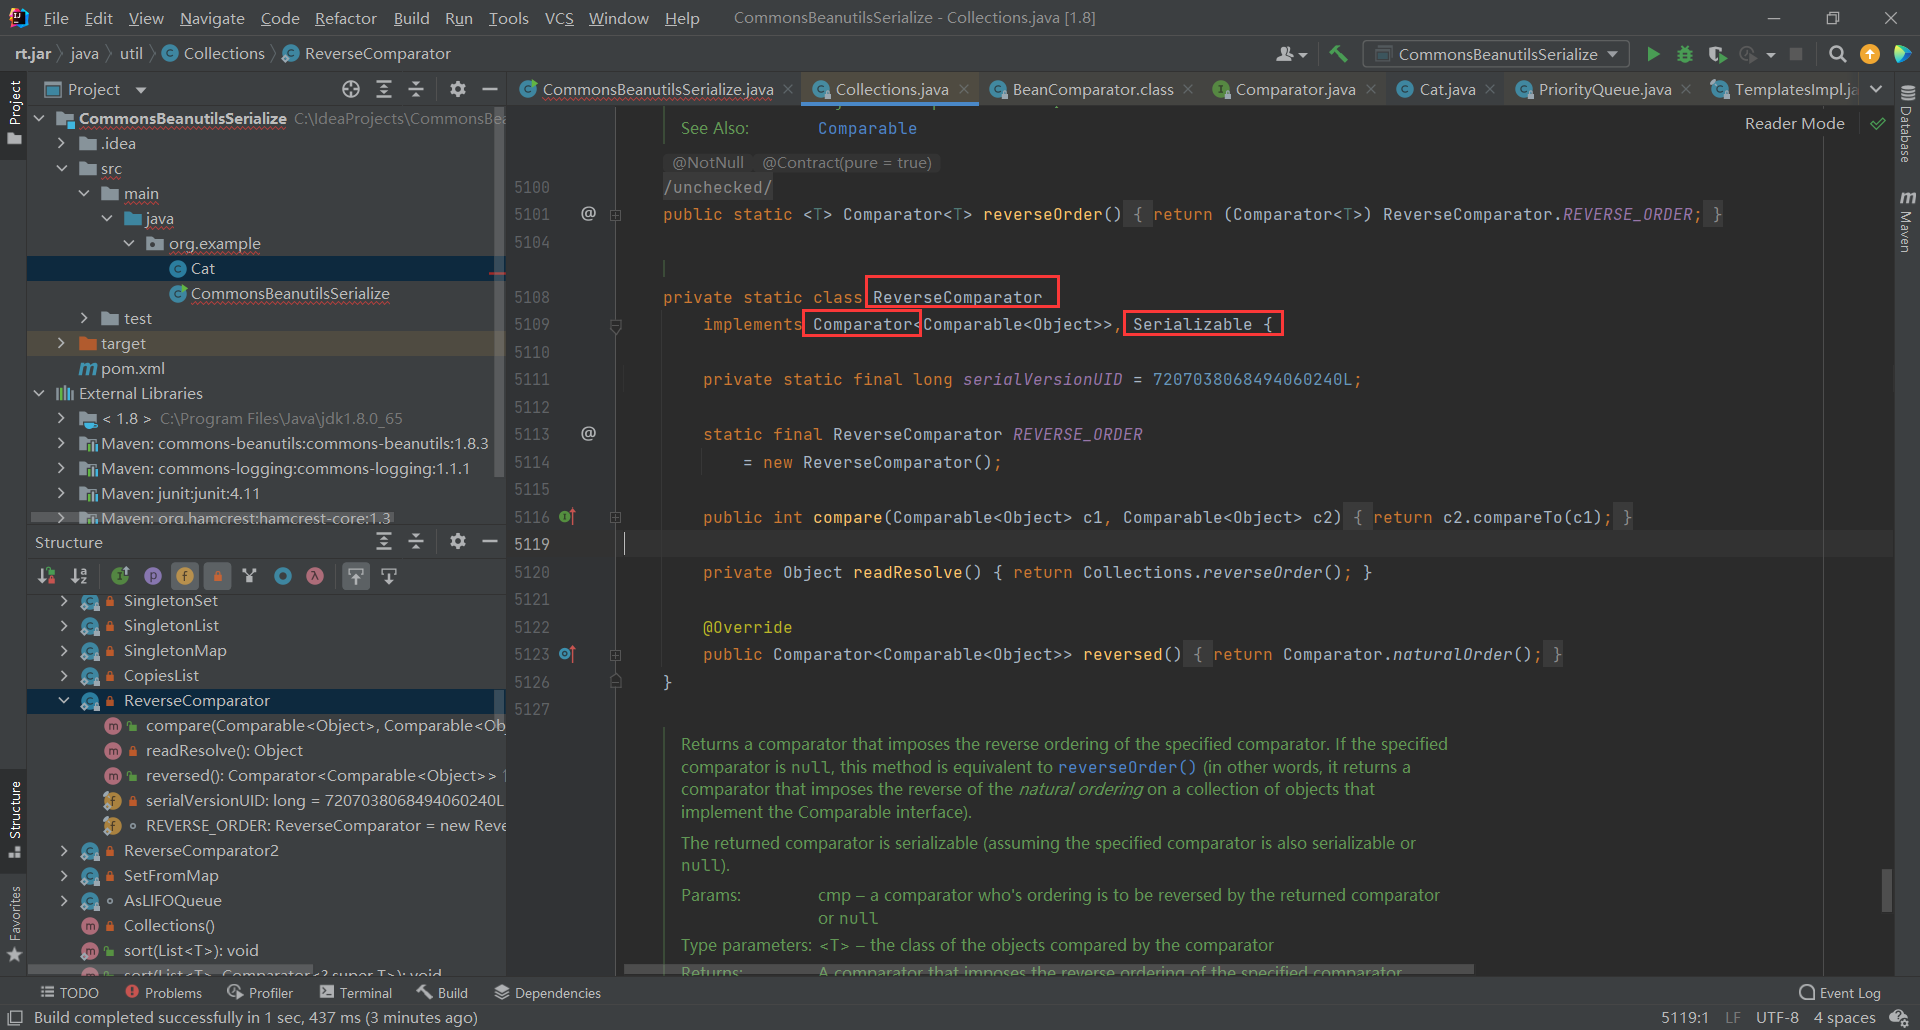 File Edit View Navigate Code Refactor Build Run Tools VCS Window Help CommonsBeanutilsSerialize - Collections.java [1.8]
rt.jar java util Collections ReverseComparator CommonsBeanutilsSerialize
Project
CommonsBeanutilsSerialize.java Collections.java BeanComparator.class Comparator.java Cat.java PriorityQueue.java TemplatesImpl.ja
Project
CommonsBeanutilsSerialize C:\IdeaProjects\CommonsBea
.idea
src
main
java
org.example
Cat
CommonsBeanutilsSerialize
test
target
pom.xml
External Libraries
< 1.8 > C:\Program Files\Java\jdk1.8.0_65
Maven: commons-beanutils:commons-beanutils:1.8.3
Maven: commons-logging:commons-logging:1.1.1
Maven: junit:junit:4.11
Maven: org.hamcrest:hamcrest-core:1.3
Structure
SingletonSet
SingletonList
SingletonMap
CopiesList
ReverseComparator
compare(Comparable<Object>, Comparable<Ob
readResolve(): Object
reversed(): Comparator<Comparable<Object>>
serialVersionUID: long = 7207038068494060240L
REVERSE_ORDER: ReverseComparator = new Reve
ReverseComparator2
SetFromMap
AsLIFOQueue
Collections()
sort(List<T>): void
sort(List<T>, Comparator<? super T>): void
Structure
Favorites
See Also: Comparable
Reader Mode
@NotNull @Contract(pure = true)
5100 /unchecked/
5101 @ public static <T> Comparator<T> reverseOrder() { return (Comparator<T>) ReverseComparator.REVERSE_ORDER; }
5104
5108 private static class ReverseComparator
5109 implements Comparator<Comparable<Object>>, Serializable {
5110
5111 private static final long serialVersionUID = 7207038068494060240L;
5112
5113 @ static final ReverseComparator REVERSE_ORDER
5114 = new ReverseComparator();
5115
5116 public int compare(Comparable<Object> c1, Comparable<Object> c2) { return c2.compareTo(c1); }
5119
5120 private Object readResolve() { return Collections.reverseOrder(); }
5121
5122 @Override
5123 public Comparator<Comparable<Object>> reversed() { return Comparator.naturalOrder(); }
5126 }
5127
Returns a comparator that imposes the reverse ordering of the specified comparator. If the specified
comparator is null, this method is equivalent to reverseOrder() (in other words, it returns a
comparator that imposes the reverse of the natural ordering on a collection of objects that
implement the Comparable interface).
The returned comparator is serializable (assuming the specified comparator is also serializable or
null).
Params: cmp – a comparator who's ordering is to be reversed by the returned comparator
or null
Type parameters: <T> – the class of the objects compared by the comparator
Returns: A comparator that imposes the reverse ordering of the specified comparator
Database
Maven
TODO Problems Profiler Terminal Build Dependencies Event Log
Build completed successfully in 1 sec, 437 ms (3 minutes ago) 5119:1 LF UTF-8 4 spaces